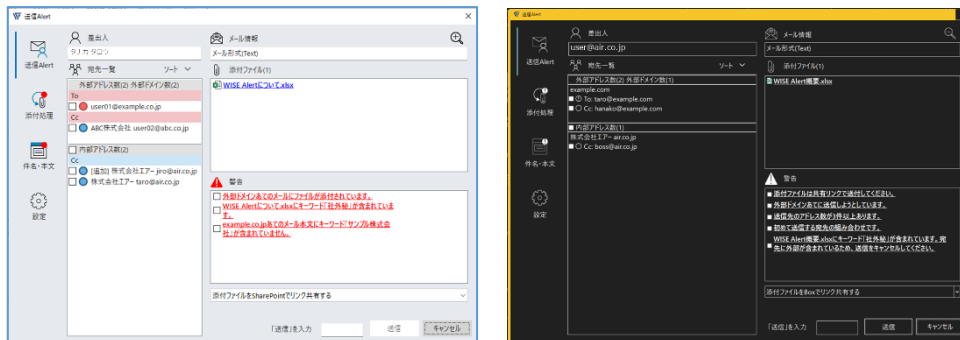 送信Alert
差出人
タナカ タロウ
メール情報
メール形式(Text)
送信Alert
宛先一覧
ソート
添付ファイル(1)
外部アドレス数(2) 外部ドメイン数(2)
To
user01@example.co.jp
Cc
ABC株式会社 user02@abc.co.jp
WISE Alertについて.xlsx
添付処理
内部アドレス数(2)
Cc
(追加) 株式会社エアー jiro@air.co.jp
株式会社エアー taro@air.co.jp
件名・本文
設定
警告
外部ドメインあてのメールにファイルが添付されています。
WISE Alertについて.xlsxにキーワード「社外秘」が含まれていま
す。
example.co.jpあてのメール本文にキーワード「サンプル株式会
社」が含まれていません。
添付ファイルをSharePointでリンク共有する
「送信」を入力
送信
キャンセル
送信Alert
差出人
user@air.co.jp
メール情報
メール形式(Text)
送信Alert
宛先一覧
ソート
添付ファイル(1)
外部アドレス数(2) 外部ドメイン数(1)
example.com
To: taro@example.com
Cc: hanako@example.com
WISE Alert概要.xlsx
添付処理
内部アドレス数(1)
株式会社エアー air.co.jp
Cc: boss@air.co.jp
件名・本文
設定
警告
添付ファイルは共有リンクで送付してください。
外部ドメインあてに送信しようとしています。
送信先のアドレス数が3件以上あります。
初めて送信する宛先の組み合わせです。
WISE Alert概要.xlsxにキーワード「社外秘」が含まれています。宛
先に外部が含まれているため、送信をキャンセルしてください。
添付ファイルをBoxでリンク共有する
「送信」を入力
送信
キャンセル